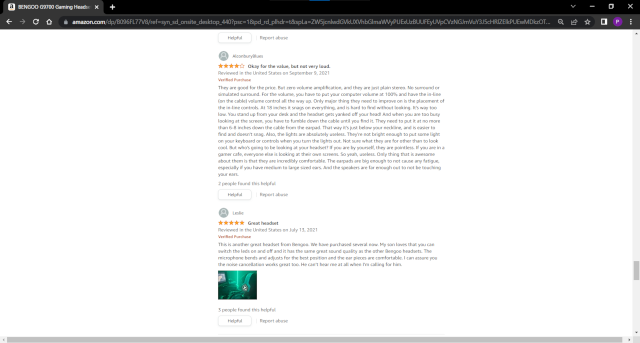 BENGOO G9700 Gaming Heads
amazon.com/dp/B096FL77V8/ref=syn_sd_onsite_desktop_440?psc=1&pd_rd_plhdr=t&
P
Helpful
Report abuse
Okay for the value, but not very loud.
Reviewed in the United States on September 9, 2021
Verified Purchase
They are good for the price. But zero volume amplification, and they are just plain stereo. No surround or
simulated surround. For the volume, you have to put your computer volume at 100% and have the in-line
(on the cable) volume control all the way up. Only major thing they need to improve on is the placement of
the in-line controls. At 18 inches it snags on everything, and is hard to find without looking. It's way too
low. You stand up from your desk and the headset gets yanked off your head! And when you are too busy
looking at the screen, you have to fumble down the cable until you find it. They need to put it at no more
than 6-8 inches down the cable from the earpad. That way it's just below your neckline, and is easier to
find and doesn't snag. Also, the lights are absolutely useless. They're not bright enough to put some light
on your keyboard or controls when you turn the lights out. Not sure what they are for other than to look
cool. But who's going to be looking at your headset? If you are by yourself, they are pointless. If you are in a
gamer cafe, everyone else is looking at their own screens. So yeah, useless. Only thing that is awesome
about them is that they are incredibly comfortable. The earpads are big enough to not cause any fatigue,
especially if you have medium to large sized ears. And the speakers are far enough out to not be touching
your ears.
2 people found this helpful
Helpful
Report abuse
Leslie
Great headset
Reviewed in the United States on July 13, 2021
Verified Purchase
This is another great headset from Bengoo. We have purchased several now. My son loves that you can
switch the leds on and off and it has the same great sound quality as the other Bengoo headsets. The
microphone bends and adjusts for the best position and the ear pieces are comfortable. I can assure you
the noise cancellation works great too. He can't hear me at all when I'm calling for him.
5 people found this helpful
Helpful
Report abuse